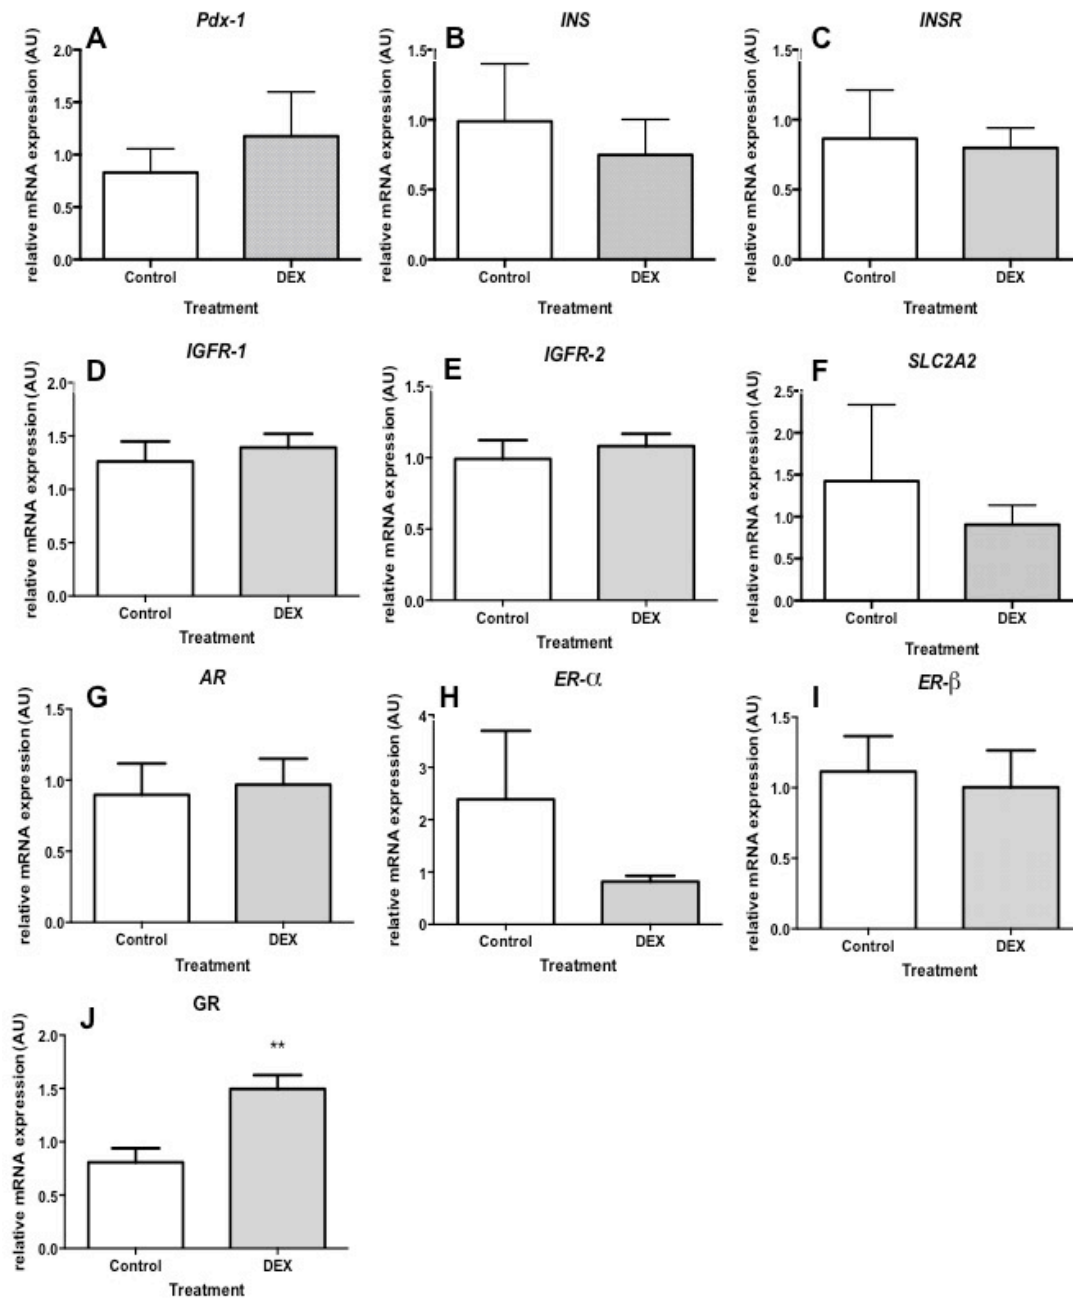 Pdx-1
A
relative mRNA expression (AU)
2.0
1.5
1.0
0.5
0.0
Control DEX
Treatment
INS
B
relative mRNA expression (AU)
1.5
1.0
0.5
0.0
Control DEX
Treatment
INSR
C
relative mRNA expression (AU)
1.5
1.0
0.5
0.0
Control DEX
Treatment
IGFR-1
D
relative mRNA expression (AU)
2.0
1.5
1.0
0.5
0.0
Control DEX
Treatment
IGFR-2
E
relative mRNA expression (AU)
1.5
1.0
0.5
0.0
Control DEX
Treatment
SLC2A2
F
relative mRNA expression (AU)
2.5
2.0
1.5
1.0
0.5
0.0
Control DEX
Treatment
AR
G
relative mRNA expression (AU)
1.5
1.0
0.5
0.0
Control DEX
Treatment
ER-α
H
relative mRNA expression (AU)
4
3
2
1
0
Control DEX
Treatment
ER-β
I
relative mRNA expression (AU)
1.5
1.0
0.5
0.0
Control DEX
Treatment
GR
J
relative mRNA expression (AU)
2.0
1.5
1.0
0.5
0.0
**
Control DEX
Treatment